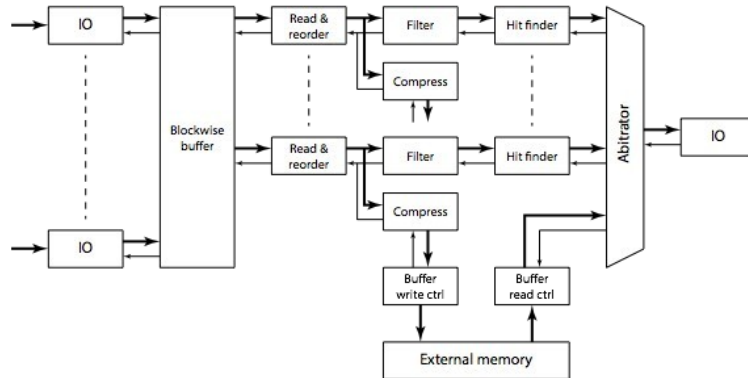 IO
Read &
reorder
Filter
Hit finder
Compress
Blockwise
buffer
Abitrator
IO
Read &
reorder
Filter
Hit finder
Compress
IO
Buffer
write ctrl
Buffer
read ctrl
External memory